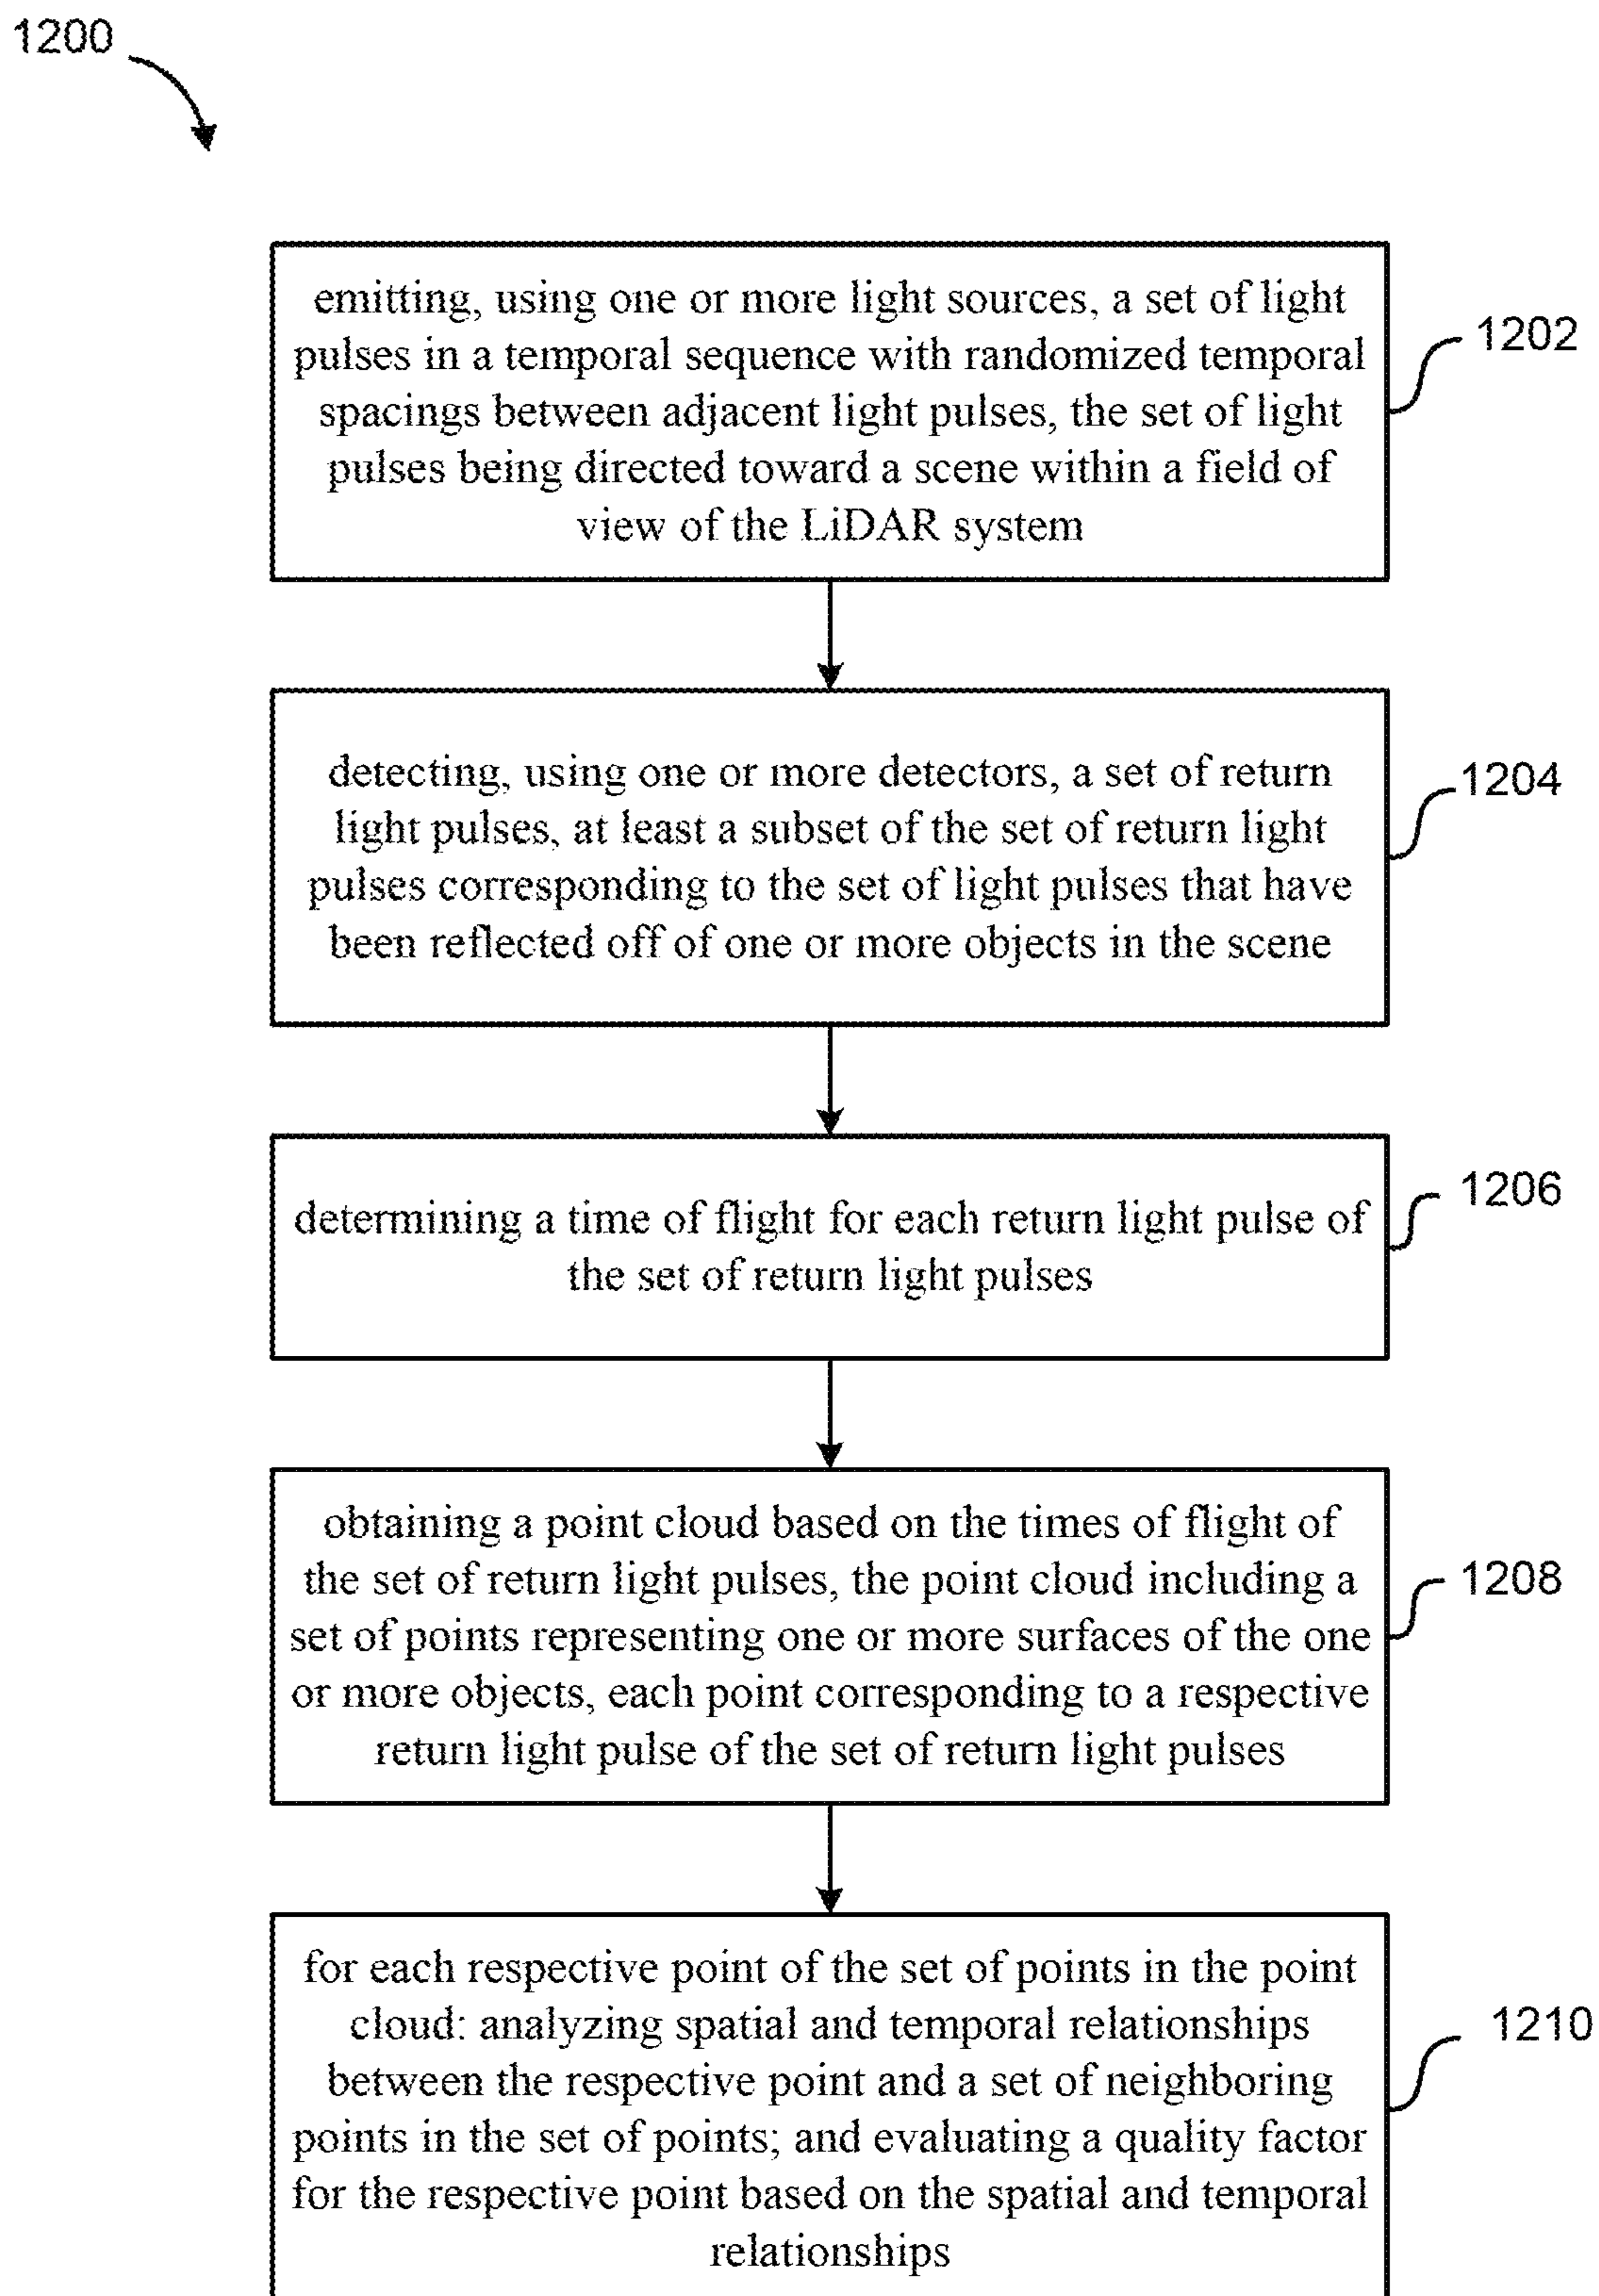 1200
emitting, using one or more light sources, a set of light
pulses in a temporal sequence with randomized temporal
spacings between adjacent light pulses, the set of light
pulses being directed toward a scene within a field of
view of the LiDAR system
1202
detecting, using one or more detectors, a set of return
light pulses, at least a subset of the set of return light
pulses corresponding to the set of light pulses that have
been reflected off of one or more objects in the scene
1204
determining a time of flight for each return light pulse of
the set of return light pulses
1206
obtaining a point cloud based on the times of flight of
the set of return light pulses, the point cloud including a
set of points representing one or more surfaces of the one
or more objects, each point corresponding to a respective
return light pulse of the set of return light pulses
1208
for each respective point of the set of points in the point
cloud: analyzing spatial and temporal relationships
between the respective point and a set of neighboring
points in the set of points; and evaluating a quality factor
for the respective point based on the spatial and temporal
relationships
1210